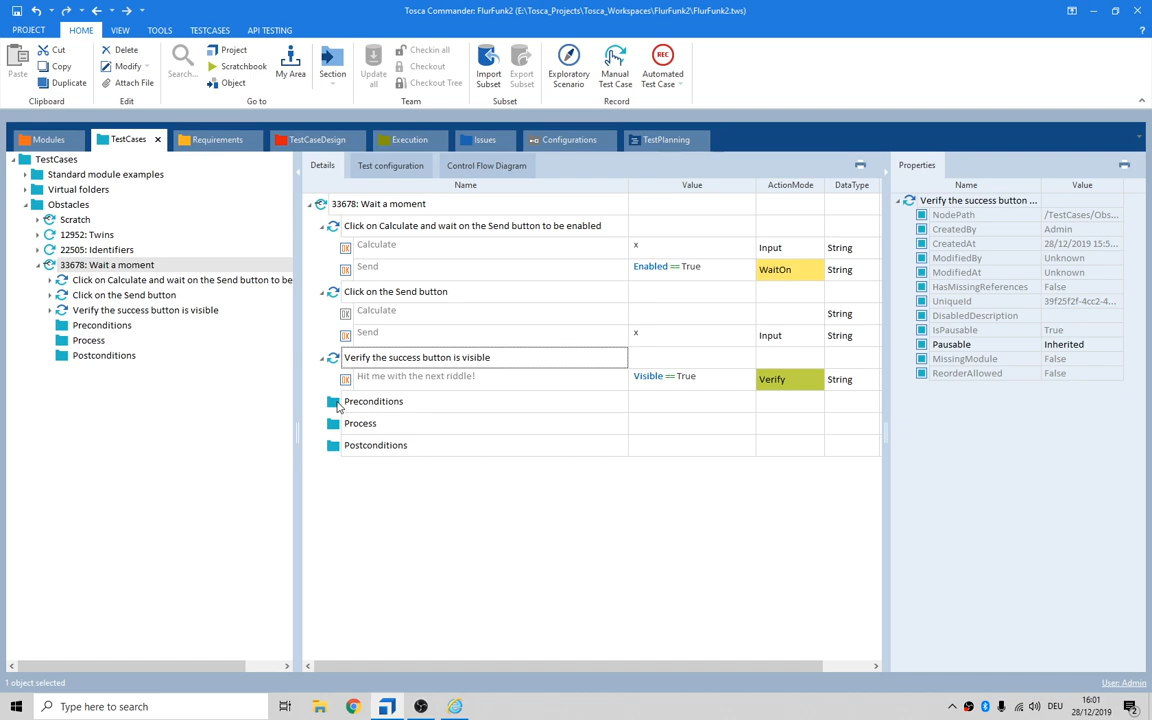 Tosca Commander: FlurFunk2 (E:\Tosca_Projects\Tosca_Workspaces\FlurFunk2\FlurFunk2.tws)
PROJECT HOME VIEW TOOLS TESTCASES API TESTING ?
Paste
Cut
Copy
Duplicate
Clipboard
Delete
Modify
Attach File
Edit
Search...
Project
Scratchbook
Object
My Area
Go to
Section
Update all
Checkin all
Checkout
Checkout Tree
Team
Import Subset
Export Subset
Subset
Exploratory Scenario
Manual Test Case
REC
Automated Test Case
Record
Modules TestCases Requirements TestCaseDesign Execution Issues Configurations TestPlanning
TestCases
Standard module examples
Virtual folders
Obstacles
Scratch
12952: Twins
22505: Identifiers
33678: Wait a moment
Click on Calculate and wait on the Send button to be
Click on the Send button
Verify the success button is visible
Preconditions
Process
Postconditions
Details Test configuration Control Flow Diagram
Name Value ActionMode DataType
33678: Wait a moment
Click on Calculate and wait on the Send button to be enabled
Calculate x Input String
Send Enabled == True WaitOn String
Click on the Send button
Calculate String
Send x Input String
Verify the success button is visible
Hit me with the next riddle! Visible == True Verify String
Preconditions
Process
Postconditions
Properties
Name Value
Verify the success button ...
NodePath /TestCases/Obs...
CreatedBy Admin
CreatedAt 28/12/2019 15:5...
ModifiedBy Unknown
ModifiedAt Unknown
HasMissingReferences False
UniqueId 39f25f2f-4cc2-4...
DisabledDescription
IsPausable True
Pausable Inherited
MissingModule False
ReorderAllowed False
1 object selected
User: Admin
Type here to search
DEU
16:01
28/12/2019
2